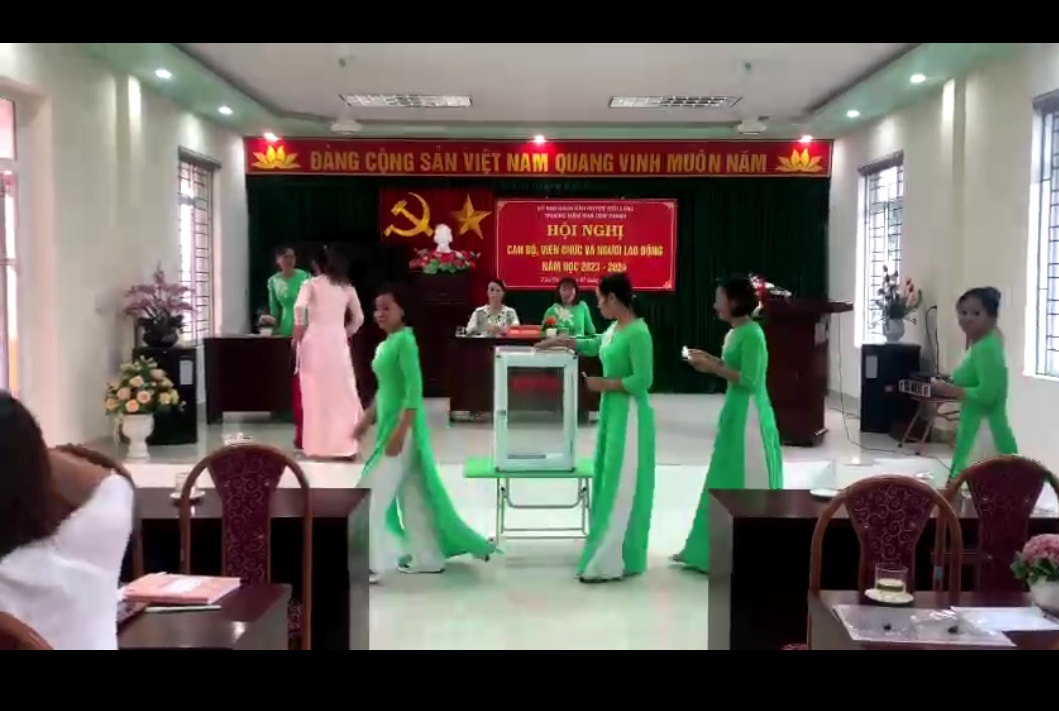 ĐẢNG CỘNG SẢN VIỆT NAM QUANG VINH MUÔN NĂM
HỘI NGHỊ
CÁN BỘ, VIÊN CHỨC VÀ NGƯỜI LAO ĐỘNG
NĂM HỌC 2023 - 2024